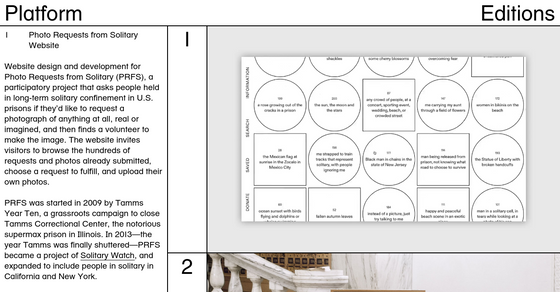 Platform
Editions
I
Photo Requests from Solitary
Website
Website design and development for
Photo Requests from Solitary (PRFS), a
participatory project that asks people held
in long-term solitary confinement in U.S.
prisons if they'd like to request a
photograph of anything at all, real or
imagined, and then finds a volunteer to
make the image. The website invites
visitors to browse the hundreds of
requests and photos already submitted,
choose a request to fulfill, and upload their
own photos.
PRFS was started in 2009 by Tamms
Year Ten, a grassroots campaign to close
Tamms Correctional Center, the notorious
supermax prison in Illinois. In 2013—the
year Tamms was finally shuttered—PRFS
became a project of Solitary Watch, and
expanded to include people in solitary in
California and New York.
I
INFORMATION
SEARCH
SAVED
DONATE
shackles
some cherry blossoms
overcoming fear
a rose growing out of the
cracks in a prison
the sun, the moon and
the stars
any crowd of people, at a
concert, sporting event,
wedding, beach, or
crowded street
me carrying my aunt
through a field of flowers
women in bikinis on the
beach
the Mexican flag at
sunrise in the Zocalo in
Mexico City
me strapped to train
tracks that represent
solitary, with people
ignoring me
Black men in chains in the
state of New Jersey
men being released from
prison, not knowing what
road to choose to survive
the Statue of Liberty with
broken handcuffs
ocean sunset with birds
flying and dolphins or
fallen autumn leaves
instead of a picture, just
try talking to me
happy and peaceful
beach scene in an exotic
men in a solitary cell, in
tears while looking at a
2